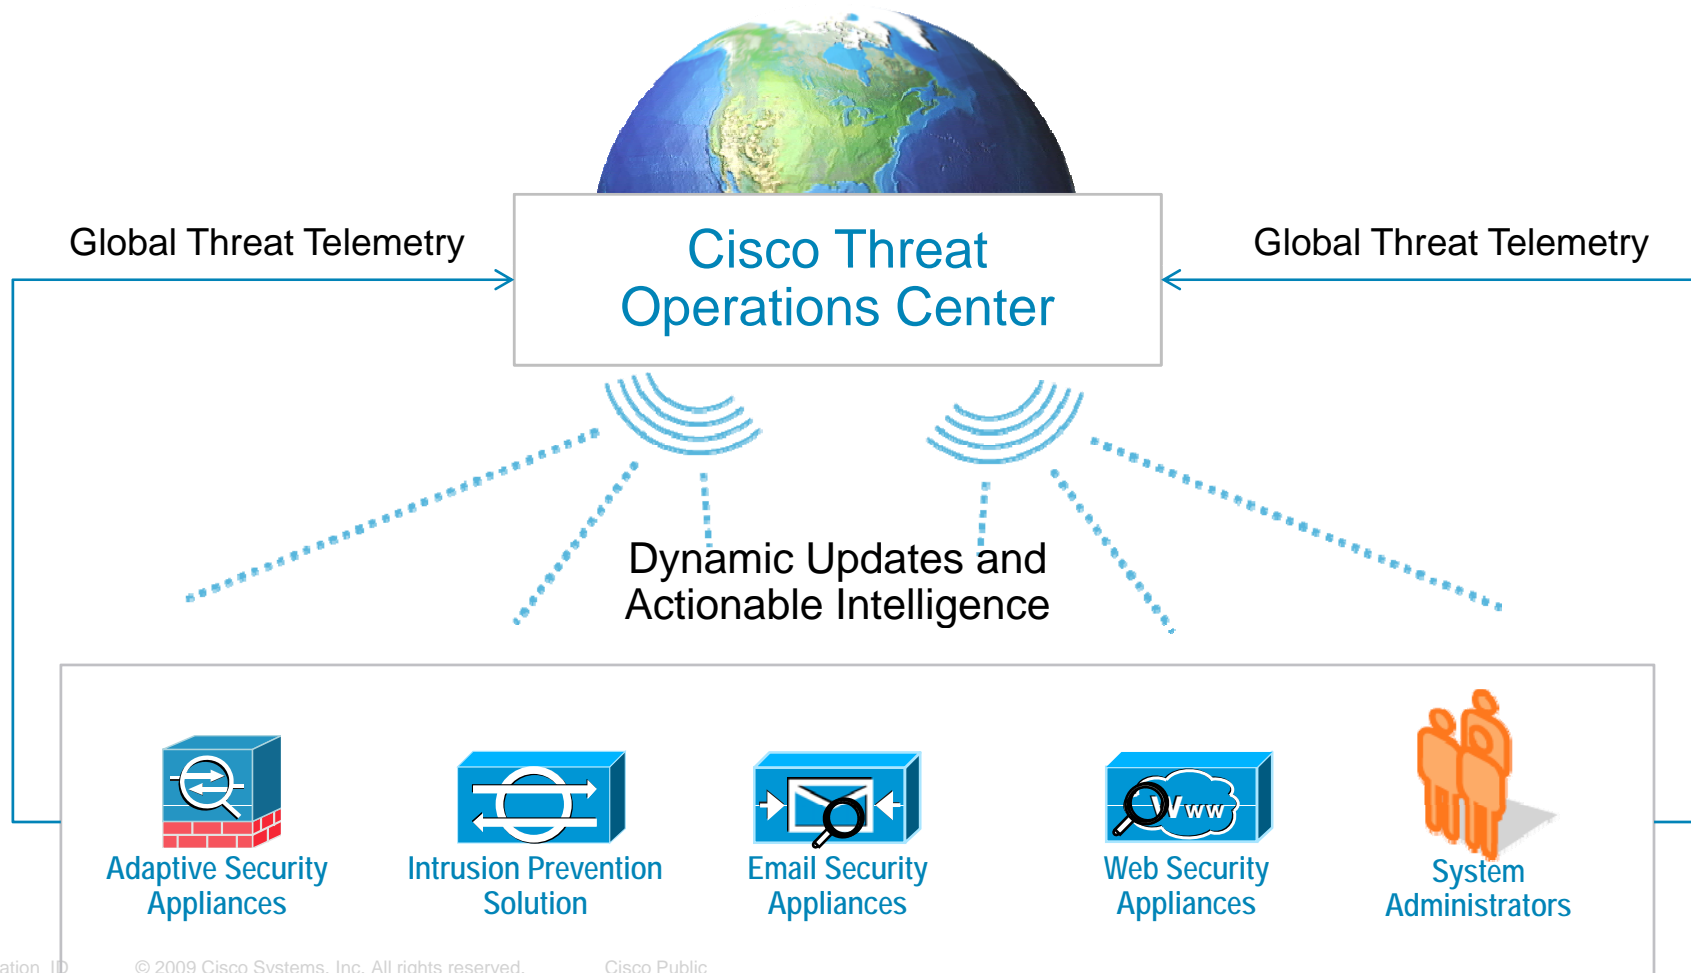 Global Threat Telemetry
Cisco Threat
Operations Center
Global Threat Telemetry
Dynamic Updates and
Actionable Intelligence
Www
Adaptive Security
Appliances
Intrusion Prevention
Solution
Email Security
Appliances
Web Security
Appliances
System
Administrators
ation_ID © 2009 Cisco Systems, Inc. All rights reserved. Cisco Public